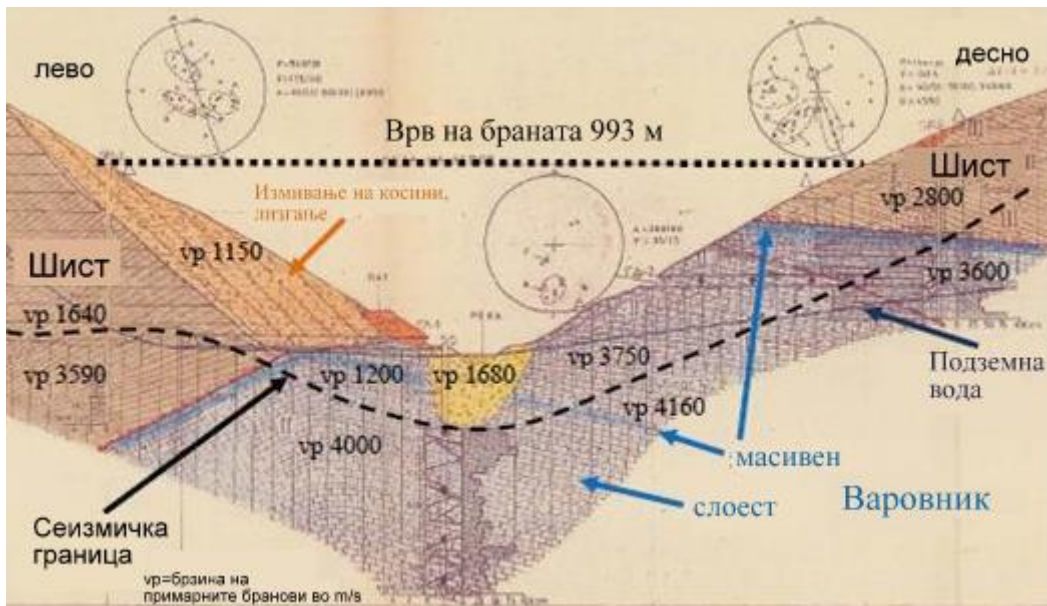 лево
десно
Врв на браната 993 м
Измивање на косини,
лизгање
Шист
vp 2800
vp 1150
Шист
vp 3600
vp 1640
vp 3590
vp 1200
vp 1680
vp 3750
Подземна
вода
vp 4160
vp 4000
масивен
слоест
Варовник
Сеизмичка
граница
vp=брзина на
примарните бранови во m/s